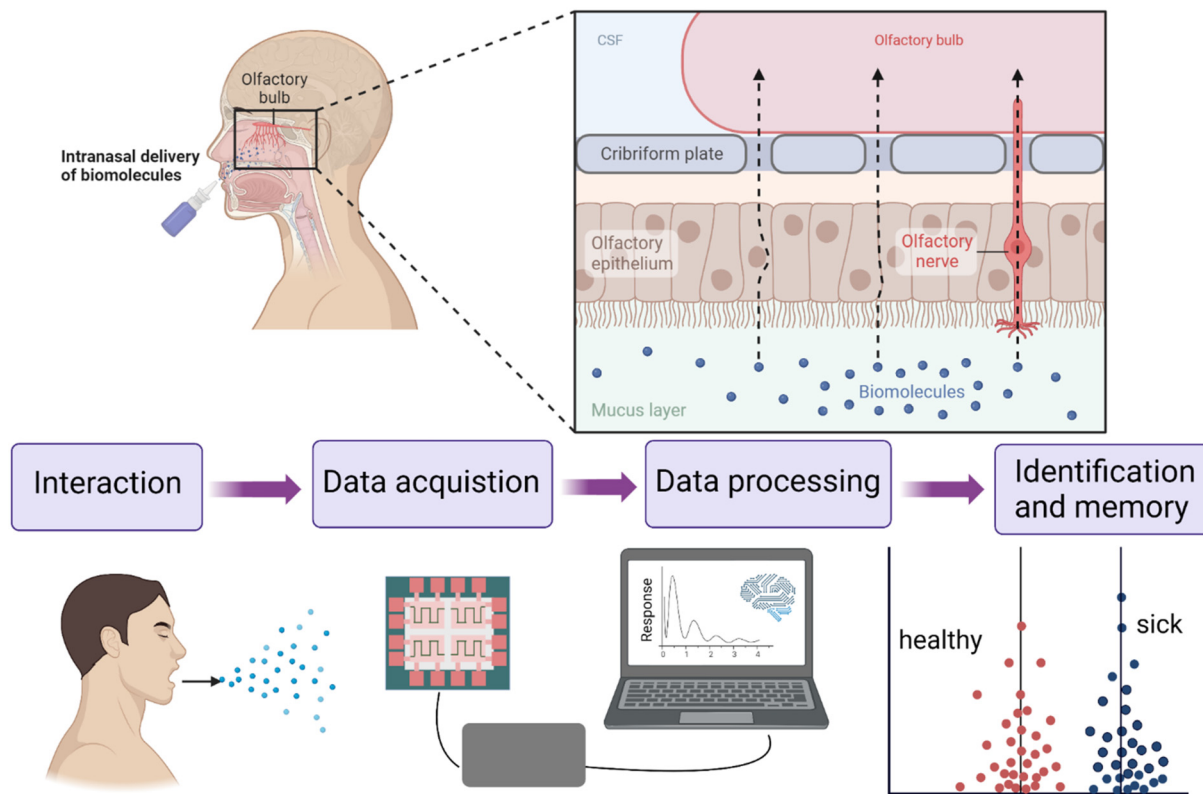 Olfactory
bulb
Intranasal delivery
of biomolecules
CSF
Olfactory bulb
Cribriform plate
Olfactory
epithelium
Olfactory
nerve
Biomolecules
Mucus layer
Interaction
Data acquistion
Data processing
Identification
and memory
Response
0 1 2 3 4
healthy
sick